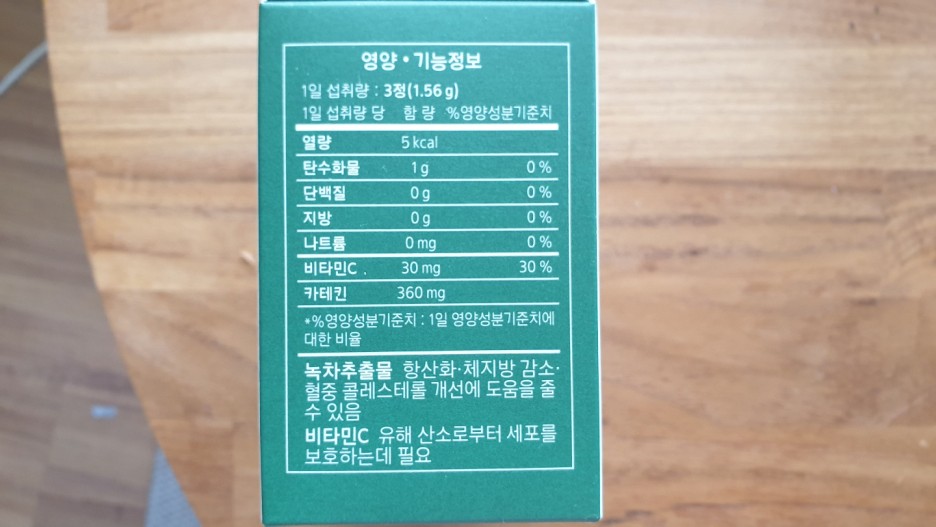 영양•기능정보
1일 섭취량 : 3정(1.56 g)
1일 섭취량 당 함 량 %영양성분기준치
열량 5 kcal
탄수화물 1 g 0 %
단백질 0 g 0 %
지방 0 g 0 %
나트륨 0 mg 0 %
비타민C 30 mg 30 %
카테킨 360 mg
*%영양성분기준치 : 1일 영양성분기준치에
대한 비율
녹차추출물 항산화·체지방 감소·
혈중 콜레스테롤 개선에 도움을 줄
수 있음
비타민C 유해 산소로부터 세포를
보호하는데 필요